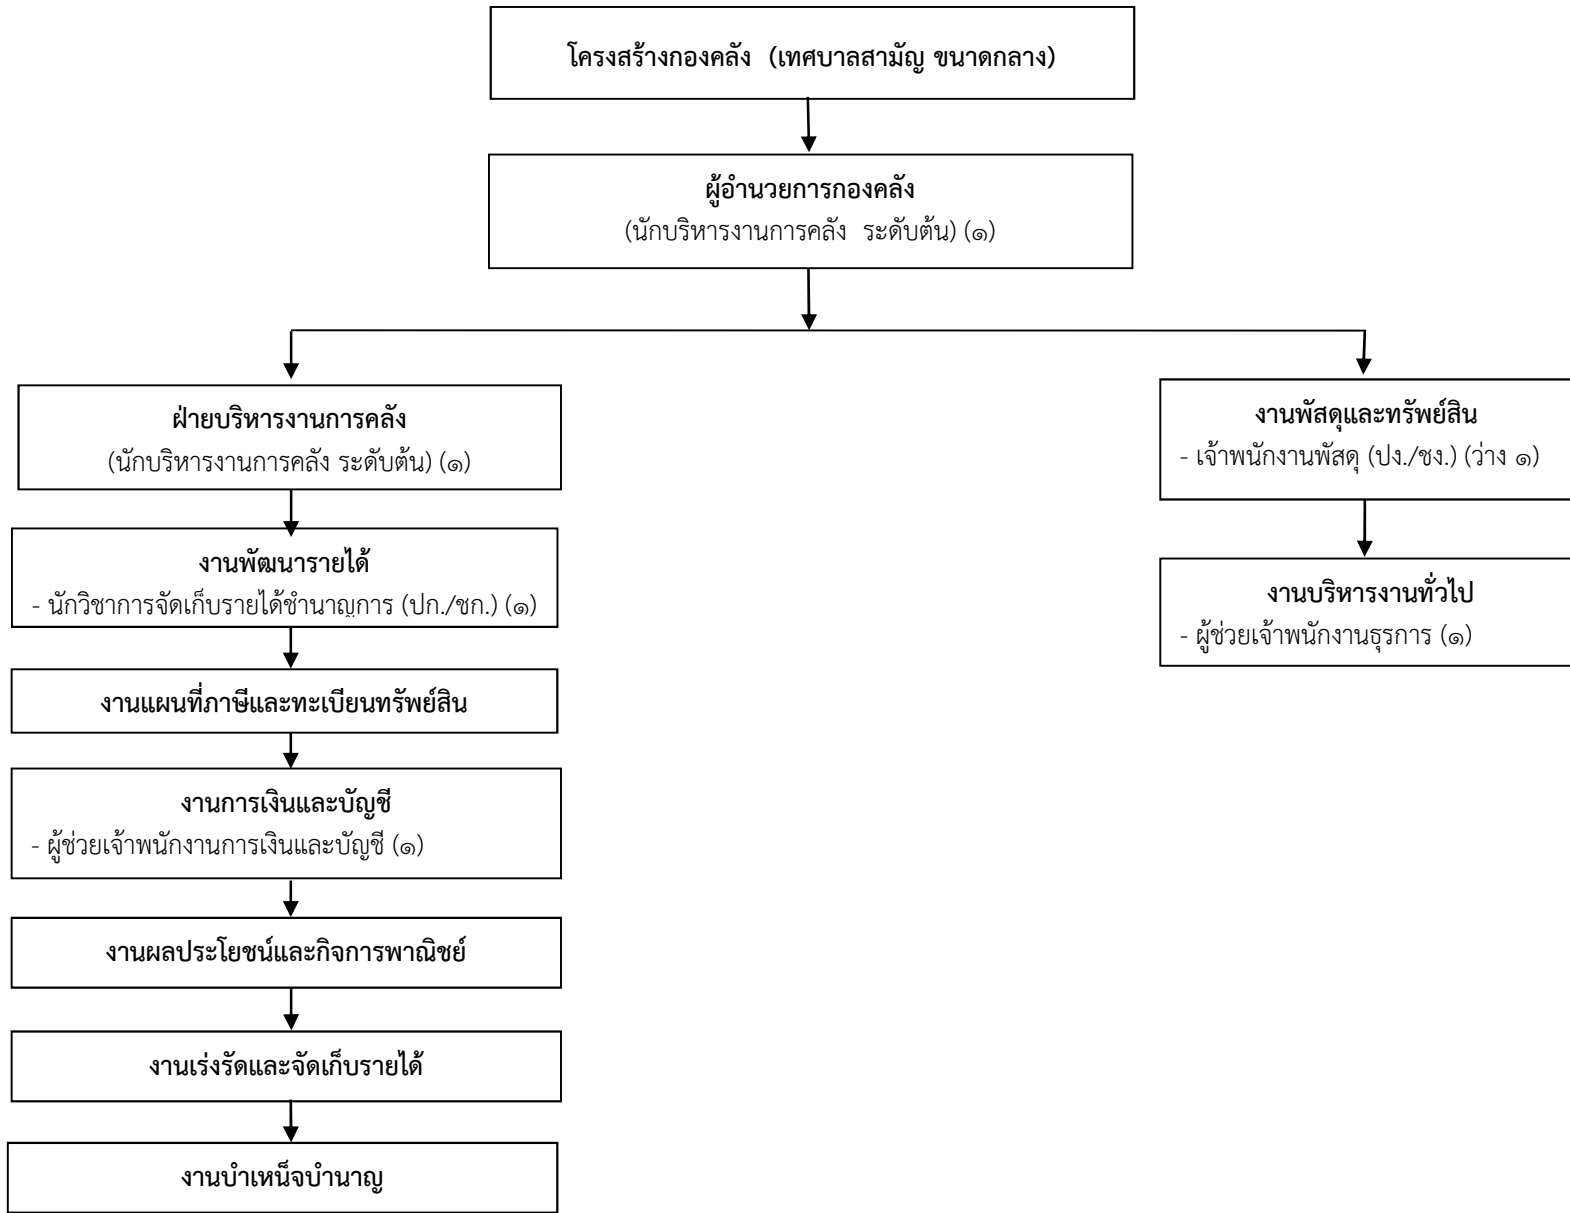 โครงสร้างกองคลัง (เทศบาลสามัญ ขนาดกลาง)
ผู้อำนวยการกองคลัง
(นักบริหารงานการคลัง ระดับต้น) (๑)
ฝ่ายบริหารงานการคลัง
(นักบริหารงานการคลัง ระดับต้น) (๑)
งานพัฒนารายได้
- นักวิชาการจัดเก็บรายได้ชำนาญการ (ปก./ชก.) (๑)
งานแผนที่ภาษีและทะเบียนทรัพย์สิน
งานการเงินและบัญชี
- ผู้ช่วยเจ้าพนักงานการเงินและบัญชี (๑)
งานผลประโยชน์และกิจการพาณิชย์
งานเร่งรัดและจัดเก็บรายได้
งานบำเหน็จบำนาญ
งานพัสดุและทรัพย์สิน
- เจ้าพนักงานพัสดุ (ปง./ชง.) (ว่าง ๑)
งานบริหารงานทั่วไป
- ผู้ช่วยเจ้าพนักงานธุรการ (๑)